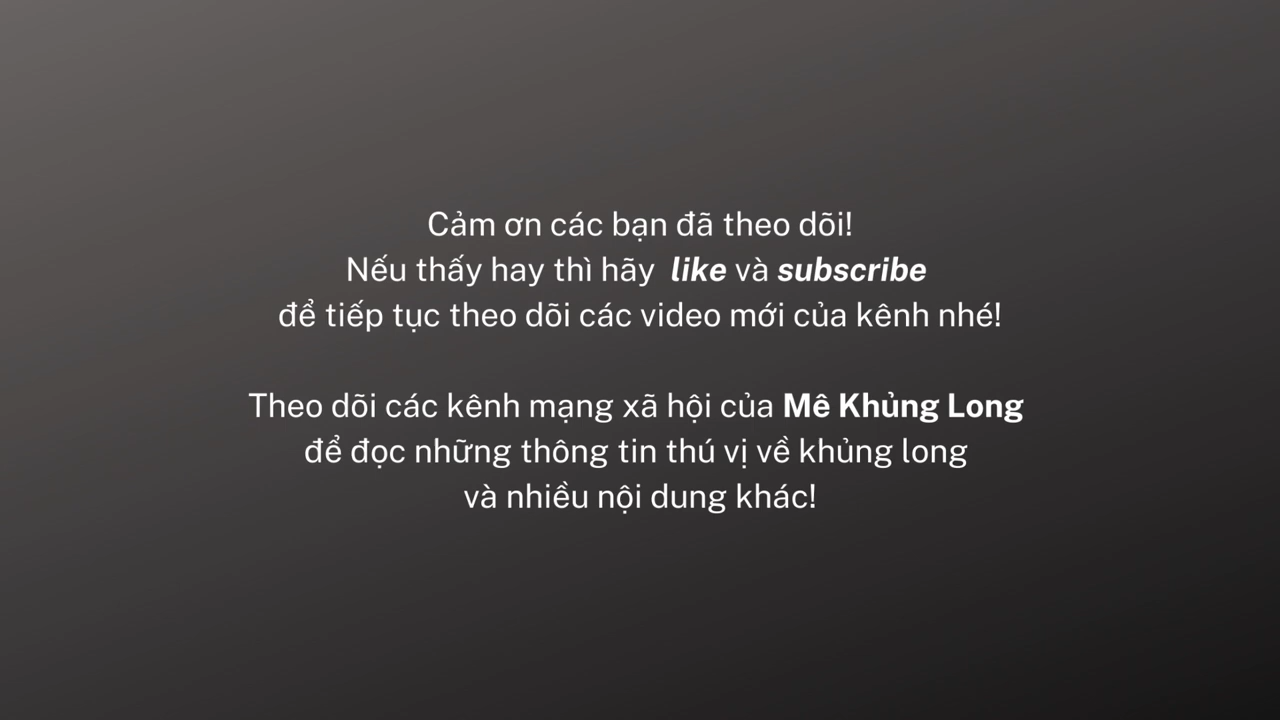 Cảm ơn các bạn đã theo dõi!
Nếu thấy hay thì hãy like và subscribe
để tiếp tục theo dõi các video mới của kênh nhé!
Theo dõi các kênh mạng xã hội của Mê Khủng Long
để đọc những thông tin thú vị về khủng long
và nhiều nội dung khác!